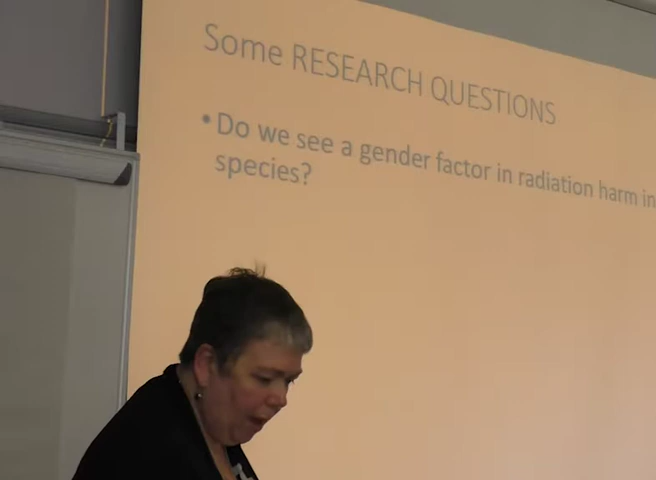 Some RESEARCH QUESTIONS
• Do we see a gender factor in radiation harm in
species?